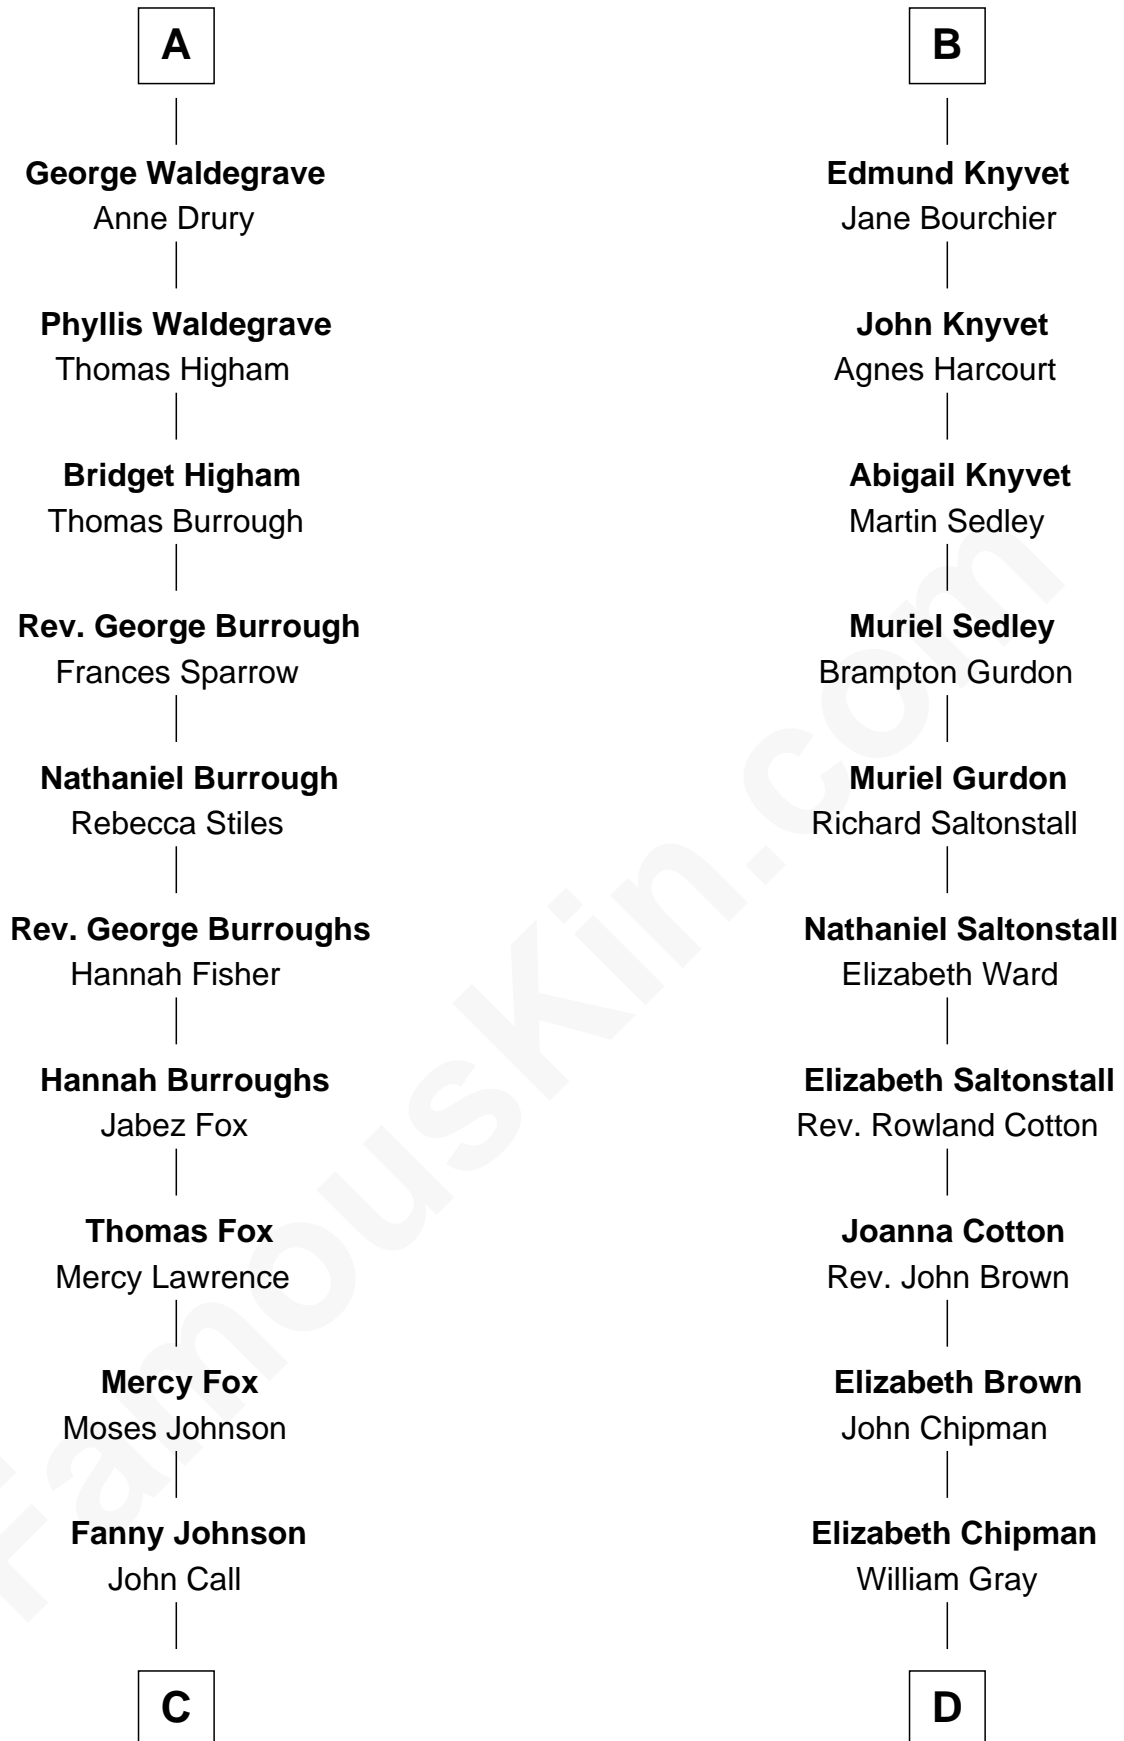 A
George Waldegrave
Anne Drury
Phyllis Waldegrave
Thomas Higham
Bridget Higham
Thomas Burrough
Rev. George Burrough
Frances Sparrow
Nathaniel Burrough
Rebecca Stiles
Rev. George Burroughs
Hannah Fisher
Hannah Burroughs
Jabez Fox
Thomas Fox
Mercy Lawrence
Mercy Fox
Moses Johnson
Fanny Johnson
John Call
C
B
Edmund Knyvet
Jane Bourchier
John Knyvet
Agnes Harcourt
Abigail Knyvet
Martin Sedley
Muriel Sedley
Brampton Gurdon
Muriel Gurdon
Richard Saltonstall
Nathaniel Saltonstall
Elizabeth Ward
Elizabeth Saltonstall
Rev. Rowland Cotton
Joanna Cotton
Rev. John Brown
Elizabeth Brown
John Chipman
Elizabeth Chipman
William Gray
D
FamousKin.com